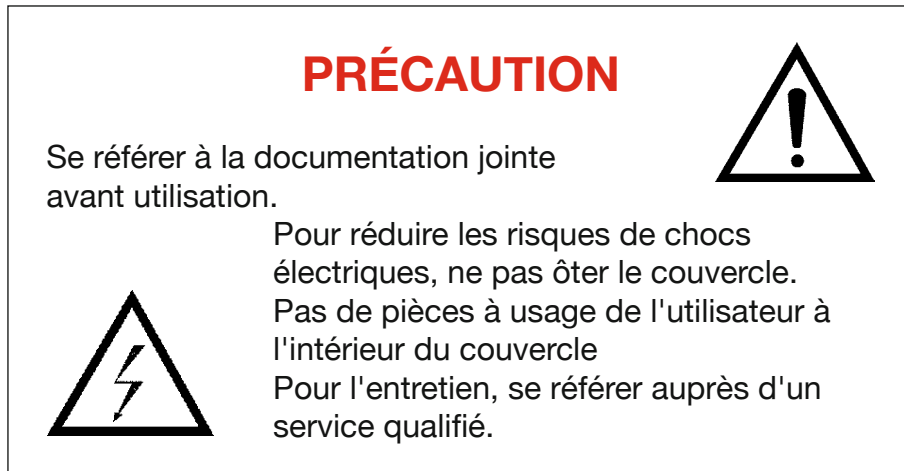 PRÉCAUTION
Se référer à la documentation jointe
avant utilisation.
Pour réduire les risques de chocs
électriques, ne pas ôter le couvercle.
Pas de pièces à usage de l'utilisateur à
l'intérieur du couvercle
Pour l'entretien, se référer auprès d'un
service qualifié.